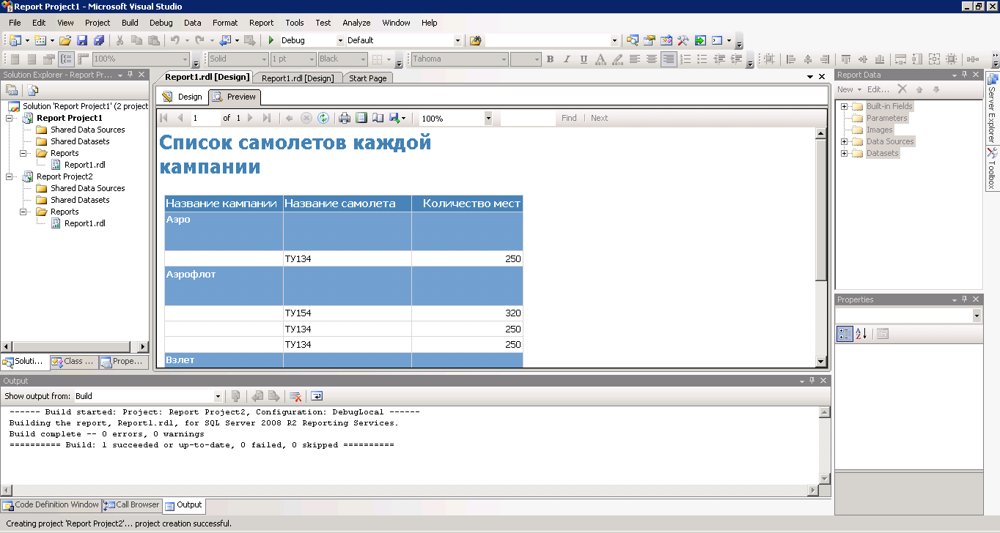 Report Project1 - Microsoft Visual Studio
File Edit View Project Build Debug Data Format Report Tools Test Analyze Window Help
Debug Default
100% Solid 1 pt Black Tahoma B I U A
Solution Explorer - Report Pr...
Solution 'Report Project1' (2 project
Report Project1
Shared Data Sources
Shared Datasets
Reports
Report1.rdl
Report Project2
Shared Data Sources
Shared Datasets
Reports
Report1.rdl
Soluti... Class ... Prope...
Report1.rdl [Design] Report1.rdl [Design] Start Page
Design Preview
1 of 1 100% Find | Next
Список самолетов каждой
кампании
Название кампании Название самолета Количество мест
Аэро
ТУ134 250
Аэрофлот
ТУ154 320
ТУ134 250
ТУ134 250
Взлет
Report Data
New Edit...
Built-in Fields
Parameters
Images
Data Sources
Datasets
Server Explorer
Toolbox
Properties
Output
Show output from: Build
------ Build started: Project: Report Project2, Configuration: DebugLocal ------
Building the report, Report1.rdl, for SQL Server 2008 R2 Reporting Services.
Build complete -- 0 errors, 0 warnings
========== Build: 1 succeeded or up-to-date, 0 failed, 0 skipped ==========
Code Definition Window Call Browser Output
Creating project 'Report Project2'... project creation successful.